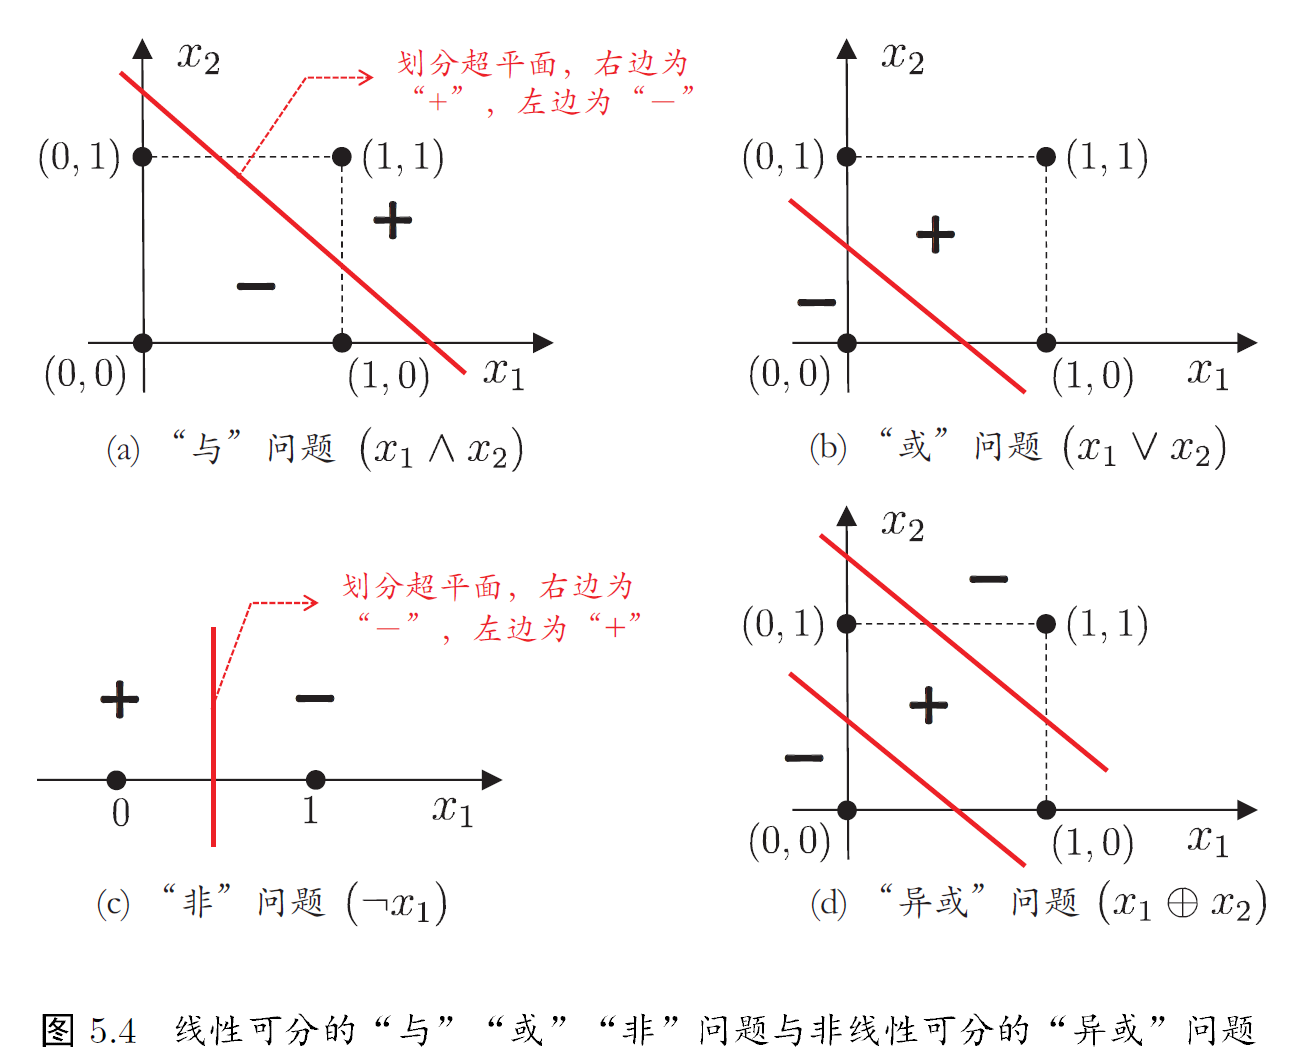 x₂
划分超平面，右边为
“+”，左边为“−”
(0, 1)
(1, 1)
+
−
(0, 0)
(1, 0)
x₁
(a) “与”问题 (x₁ ∧ x₂)
x₂
(0, 1)
(1, 1)
+
−
(0, 0)
(1, 0)
x₁
(b) “或”问题 (x₁ ∨ x₂)
划分超平面，右边为
“−”，左边为“+”
+
−
0
1
x₁
(c) “非”问题 (¬x₁)
x₂
−
(0, 1)
(1, 1)
+
−
(0, 0)
(1, 0)
x₁
(d) “异或”问题 (x₁ ⊕ x₂)
图 5.4 线性可分的“与”“或”“非”问题与非线性可分的“异或”问题